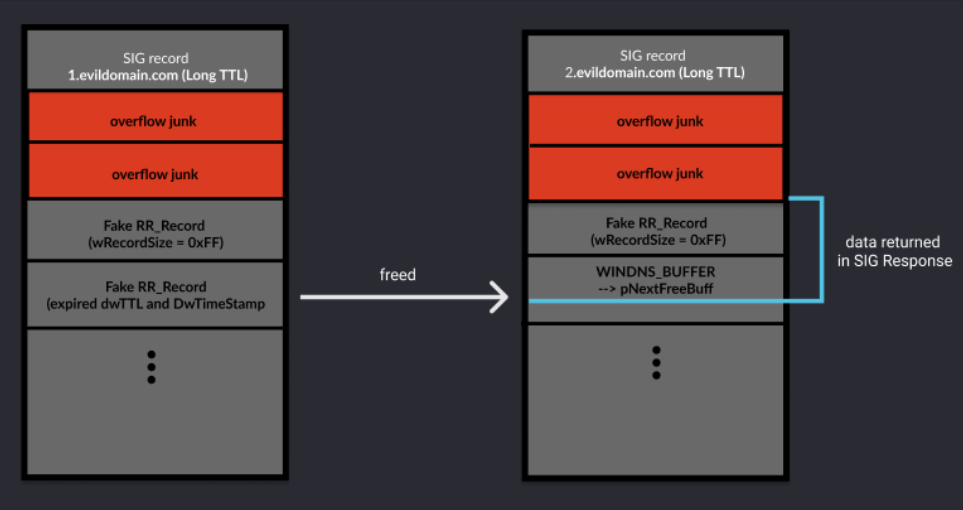 SIG record
1.evildomain.com (Long TTL)
overflow junk
overflow junk
Fake RR_Record
(wRecordSize = 0xFF)
Fake RR_Record
(expired dwTTL and DwTimeStamp
freed
SIG record
2.evildomain.com (Long TTL)
overflow junk
overflow junk
Fake RR_Record
(wRecordSize = 0xFF)
WINDNS_BUFFER
--> pNextFreeBuff
data returned
in SIG Response